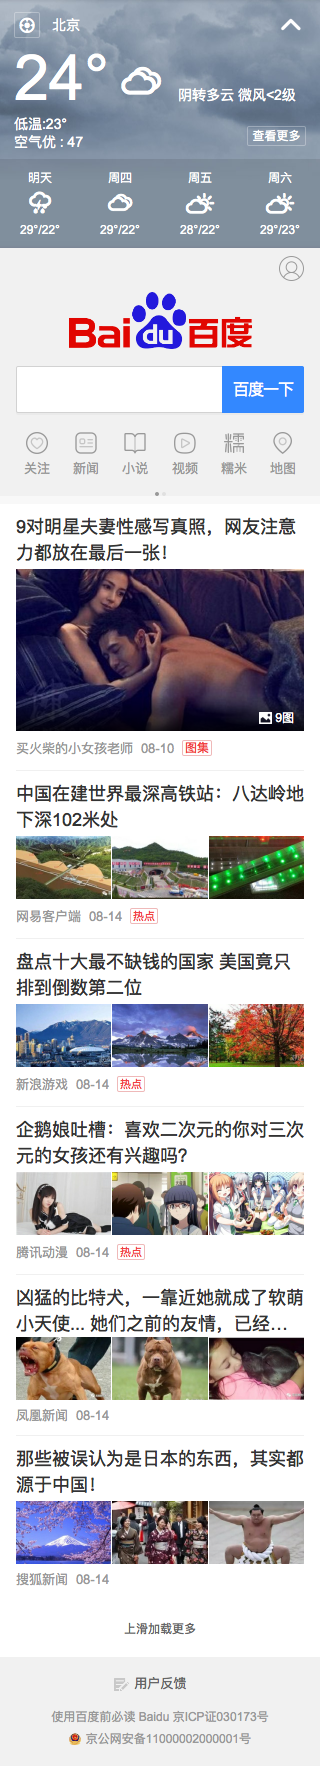 北京
24°
阴转多云 微风<2级
低温:23°
空气优 : 47
查看更多
明天 周四 周五 周六
29°/22° 29°/22° 28°/22° 29°/23°
Bai du 百度
百度一下
糯
关注 新闻 小说 视频 糯米 地图
9对明星夫妻性感写真照，网友注意
力都放在最后一张！
9图
买火柴的小女孩老师 08-10 图集
中国在建世界最深高铁站：八达岭地
下深102米处
网易客户端 08-14 热点
盘点十大最不缺钱的国家 美国竟只
排到倒数第二位
新浪游戏 08-14 热点
企鹅娘吐槽：喜欢二次元的你对三次
元的女孩还有兴趣吗？
腾讯动漫 08-14 热点
凶猛的比特犬，一靠近她就成了软萌
小天使... 她们之前的友情，已经...
凤凰新闻 08-14
那些被误认为是日本的东西，其实都
源于中国！
搜狐新闻 08-14
上滑加载更多
用户反馈
使用百度前必读 Baidu 京ICP证030173号
京公网安备11000002000001号